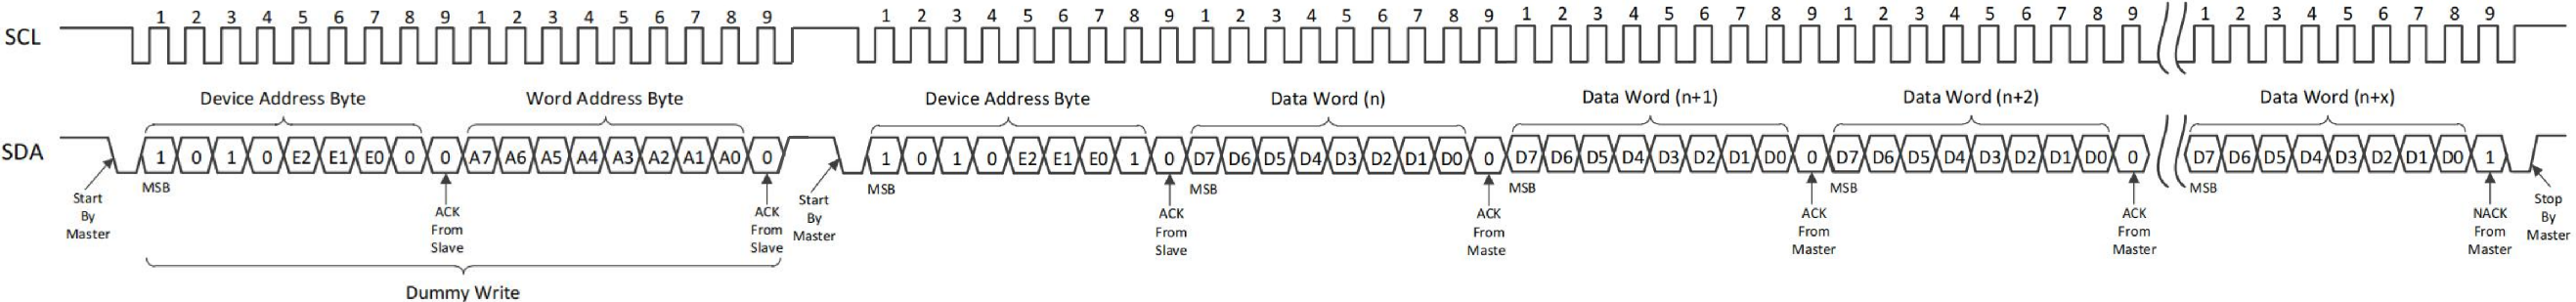 1 2 3 4 5 6 7 8 9 1 2 3 4 5 6 7 8 9 1 2 3 4 5 6 7 8 9 1 2 3 4 5 6 7 8 9 1 2 3 4 5 6 7 8 9 1 2 3 4 5 6 7 8 9 1 2 3 4 5 6 7 8 9
SCL
Device Address Byte Word Address Byte Device Address Byte Data Word (n) Data Word (n+1) Data Word (n+2) Data Word (n+x)
SDA 1 0 1 0 E2 E1 E0 0 0 A7 A6 A5 A4 A3 A2 A1 A0 0 1 0 1 0 E2 E1 E0 1 0 D7 D6 D5 D4 D3 D2 D1 D0 0 D7 D6 D5 D4 D3 D2 D1 D0 0 D7 D6 D5 D4 D3 D2 D1 D0 0 D7 D6 D5 D4 D3 D2 D1 D0 1
MSB MSB MSB MSB MSB MSB
Start
By
Master
ACK
From
Slave
ACK
From
Slave
Start
By
Master
ACK
From
Slave
ACK
From
Maste
ACK
From
Master
ACK
From
Master
NACK
From
Master
Stop
By
Master
Dummy Write